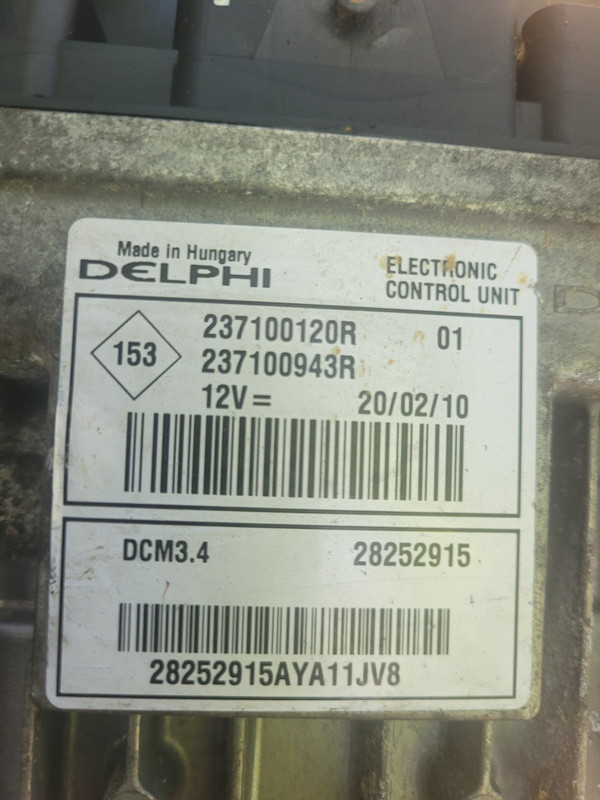 Made in Hungary
DELPHI
ELECTRONIC
CONTROL UNIT
153
237100120R 01
237100943R
12V= 20/02/10
DCM3.4 28252915
28252915AYA11JV8